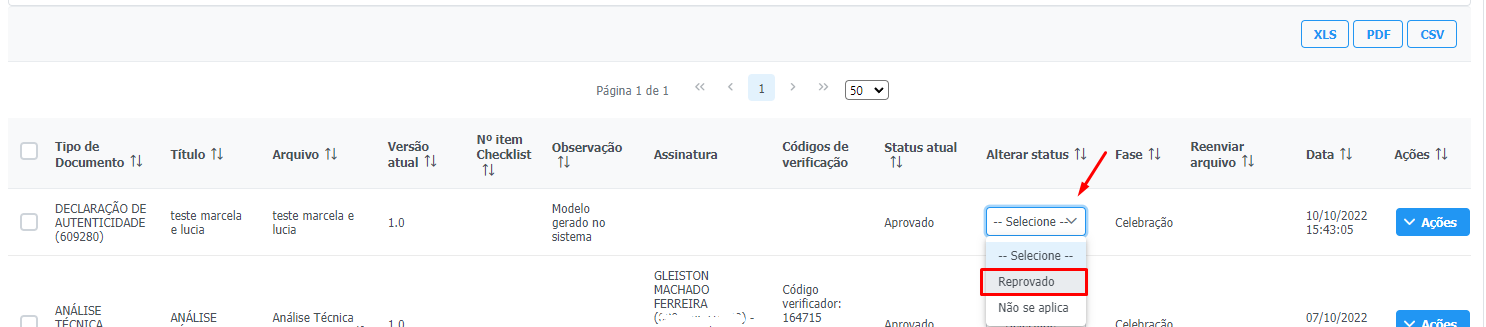 XLS PDF CSV
Página 1 de 1 << < 1 > >> 50
Tipo de Documento Título Arquivo Versão atual Nº item Checklist Observação Assinatura Códigos de verificação Status atual Alterar status Fase Reenviar arquivo Data Ações
DECLARAÇÃO DE AUTENTICIDADE (609280) teste marcela e lucia teste marcela e lucia 1.0 Modelo gerado no sistema Aprovado -- Selecione -- Celebração 10/10/2022 15:43:05 Ações
-- Selecione --
Reprovado
Não se aplica
ANÁLISE TÉCNICA ANÁLISE Análise Técnica 1.0 GLEISTON MACHADO FERREIRA Código verificador: 164715 Aprovado 07/10/2022 Ações